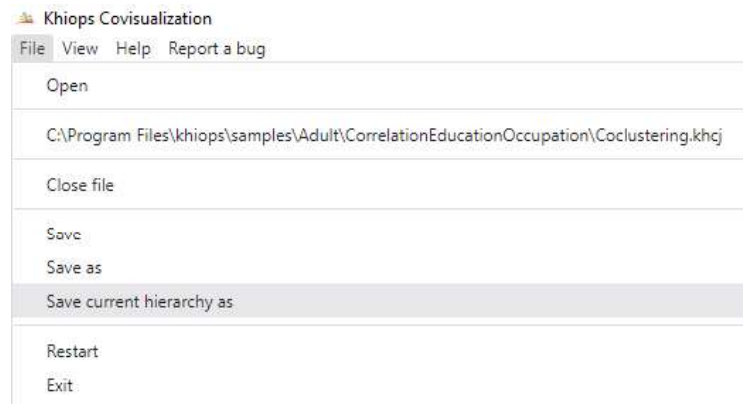 Khiops Covisualization
File View Help Report a bug
Open
C:\Program Files\khiops\samples\Adult\CorrelationEducationOccupation\Coclustering.khcj
Close file
Save
Save as
Save current hierarchy as
Restart
Exit